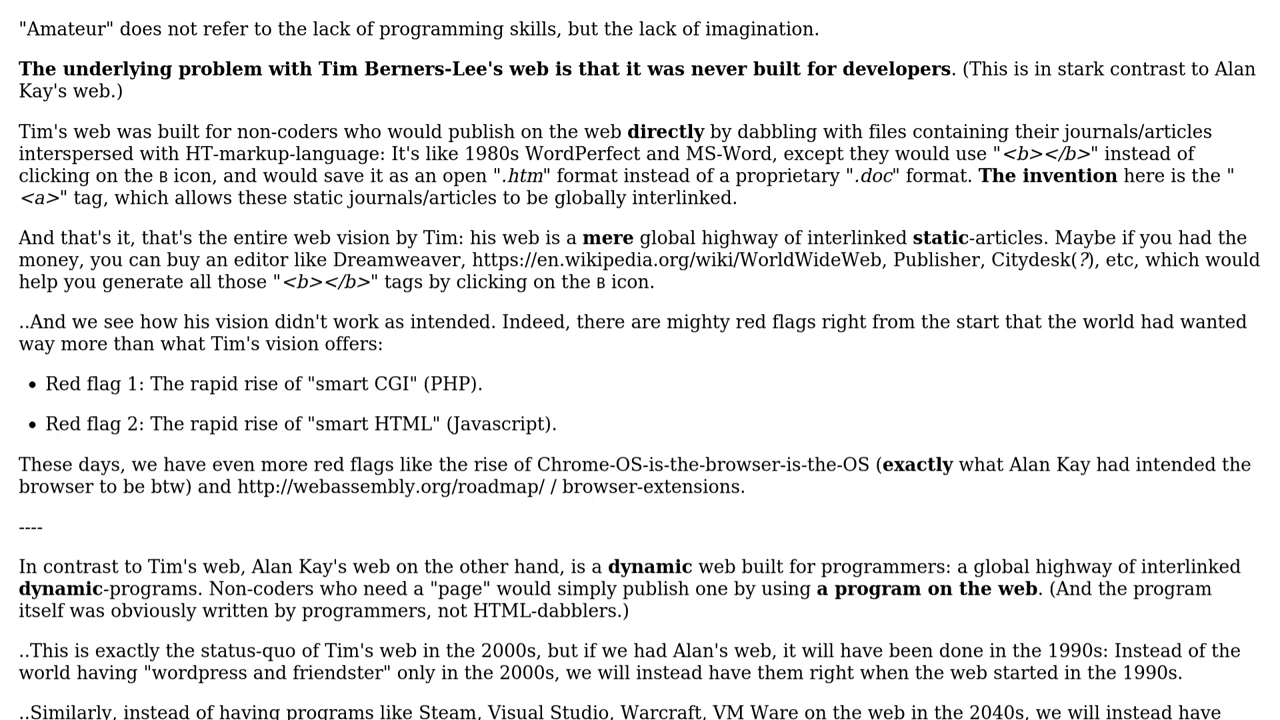 "Amateur" does not refer to the lack of programming skills, but the lack of imagination.
The underlying problem with Tim Berners-Lee's web is that it was never built for developers. (This is in stark contrast to Alan
Kay's web.)
Tim's web was built for non-coders who would publish on the web directly by dabbling with files containing their journals/articles
interspersed with HT-markup-language: It's like 1980s WordPerfect and MS-Word, except they would use "<b></b>" instead of
clicking on the B icon, and would save it as an open ".htm" format instead of a proprietary ".doc" format. The invention here is the "
<a>" tag, which allows these static journals/articles to be globally interlinked.
And that's it, that's the entire web vision by Tim: his web is a mere global highway of interlinked static-articles. Maybe if you had the
money, you can buy an editor like Dreamweaver, https://en.wikipedia.org/wiki/WorldWideWeb, Publisher, Citydesk(?), etc, which would
help you generate all those "<b></b>" tags by clicking on the B icon.
..And we see how his vision didn't work as intended. Indeed, there are mighty red flags right from the start that the world had wanted
way more than what Tim's vision offers:
• Red flag 1: The rapid rise of "smart CGI" (PHP).
• Red flag 2: The rapid rise of "smart HTML" (Javascript).
These days, we have even more red flags like the rise of Chrome-OS-is-the-browser-is-the-OS (exactly what Alan Kay had intended the
browser to be btw) and http://webassembly.org/roadmap/ / browser-extensions.
----
In contrast to Tim's web, Alan Kay's web on the other hand, is a dynamic web built for programmers: a global highway of interlinked
dynamic-programs. Non-coders who need a "page" would simply publish one by using a program on the web. (And the program
itself was obviously written by programmers, not HTML-dabblers.)
..This is exactly the status-quo of Tim's web in the 2000s, but if we had Alan's web, it will have been done in the 1990s: Instead of the
world having "wordpress and friendster" only in the 2000s, we will instead have them right when the web started in the 1990s.
..Similarly, instead of having programs like Steam, Visual Studio, Warcraft, VM Ware on the web in the 2040s, we will instead have